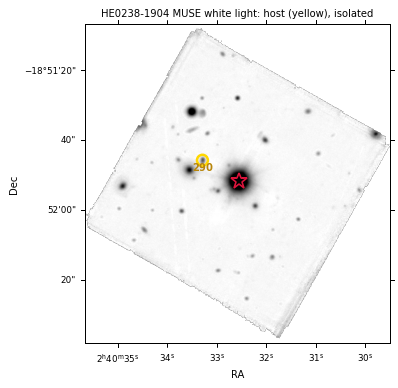 HE0238-1904 MUSE white light: host (yellow), isolated
−18°51'20"
40"
290
52'00"
20"
Dec
2ʰ40ᵐ35ˢ 34ˢ 33ˢ 32ˢ 31ˢ 30ˢ
RA